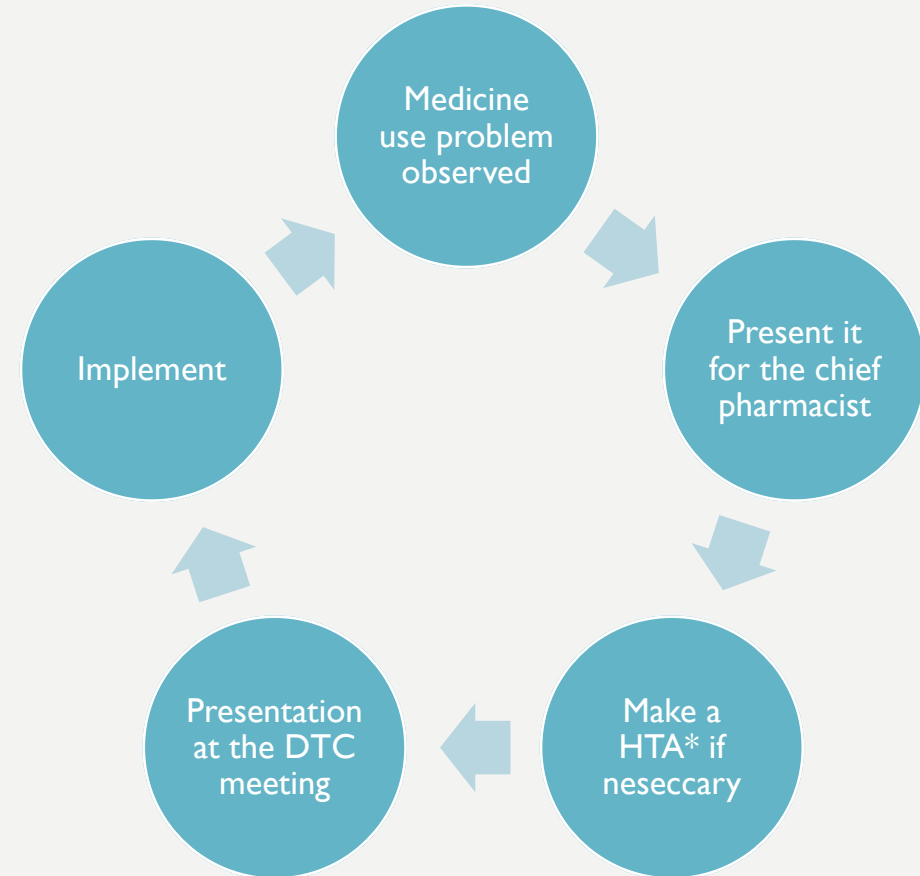 Medicine
use problem
observed
Present it
for the chief
pharmacist
Make a
HTA* if
neseccary
Presentation
at the DTC
meeting
Implement